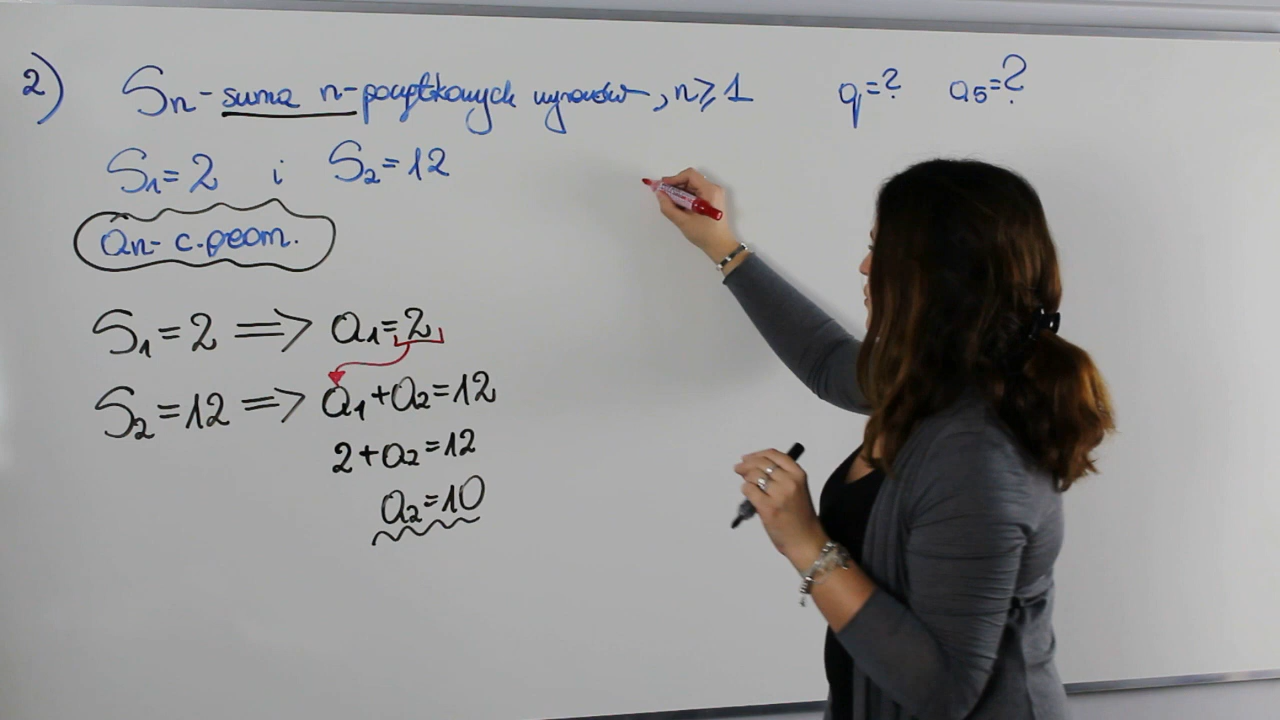 2) Sn - suma n-początkowych wyrazów, n ≥ 1 q=? a5=?
S1=2 i S2=12
an- c.geom.
S1=2 => a1=2
S2=12 => a1+a2=12
2+a2=12
a2=10